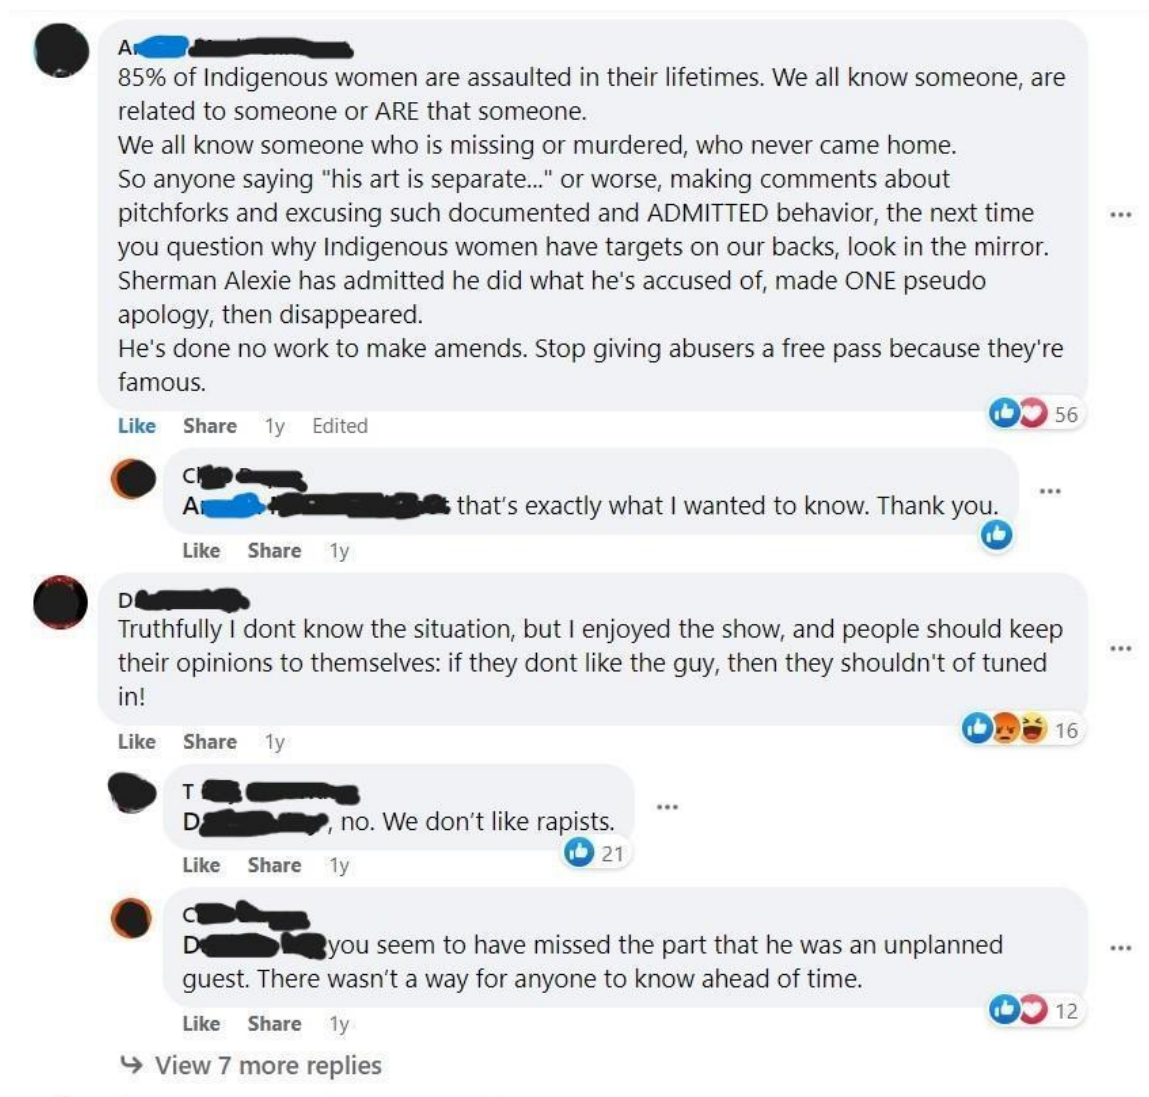 85% of Indigenous women are assaulted in their lifetimes. We all know someone, are
related to someone or ARE that someone.
We all know someone who is missing or murdered, who never came home.
So anyone saying "his art is separate..." or worse, making comments about
pitchforks and excusing such documented and ADMITTED behavior, the next time
you question why Indigenous women have targets on our backs, look in the mirror.
Sherman Alexie has admitted he did what he's accused of, made ONE pseudo
apology, then disappeared.
He's done no work to make amends. Stop giving abusers a free pass because they're
famous.
56
Like Share 1y Edited
that's exactly what I wanted to know. Thank you.
Like Share 1y
D
Truthfully I dont know the situation, but I enjoyed the show, and people should keep
their opinions to themselves: if they dont like the guy, then they shouldn't of tuned
in!
16
Like Share 1y
T
D , no. We don't like rapists.
21
Like Share 1y
C
D you seem to have missed the part that he was an unplanned
guest. There wasn't a way for anyone to know ahead of time.
12
Like Share 1y
View 7 more replies